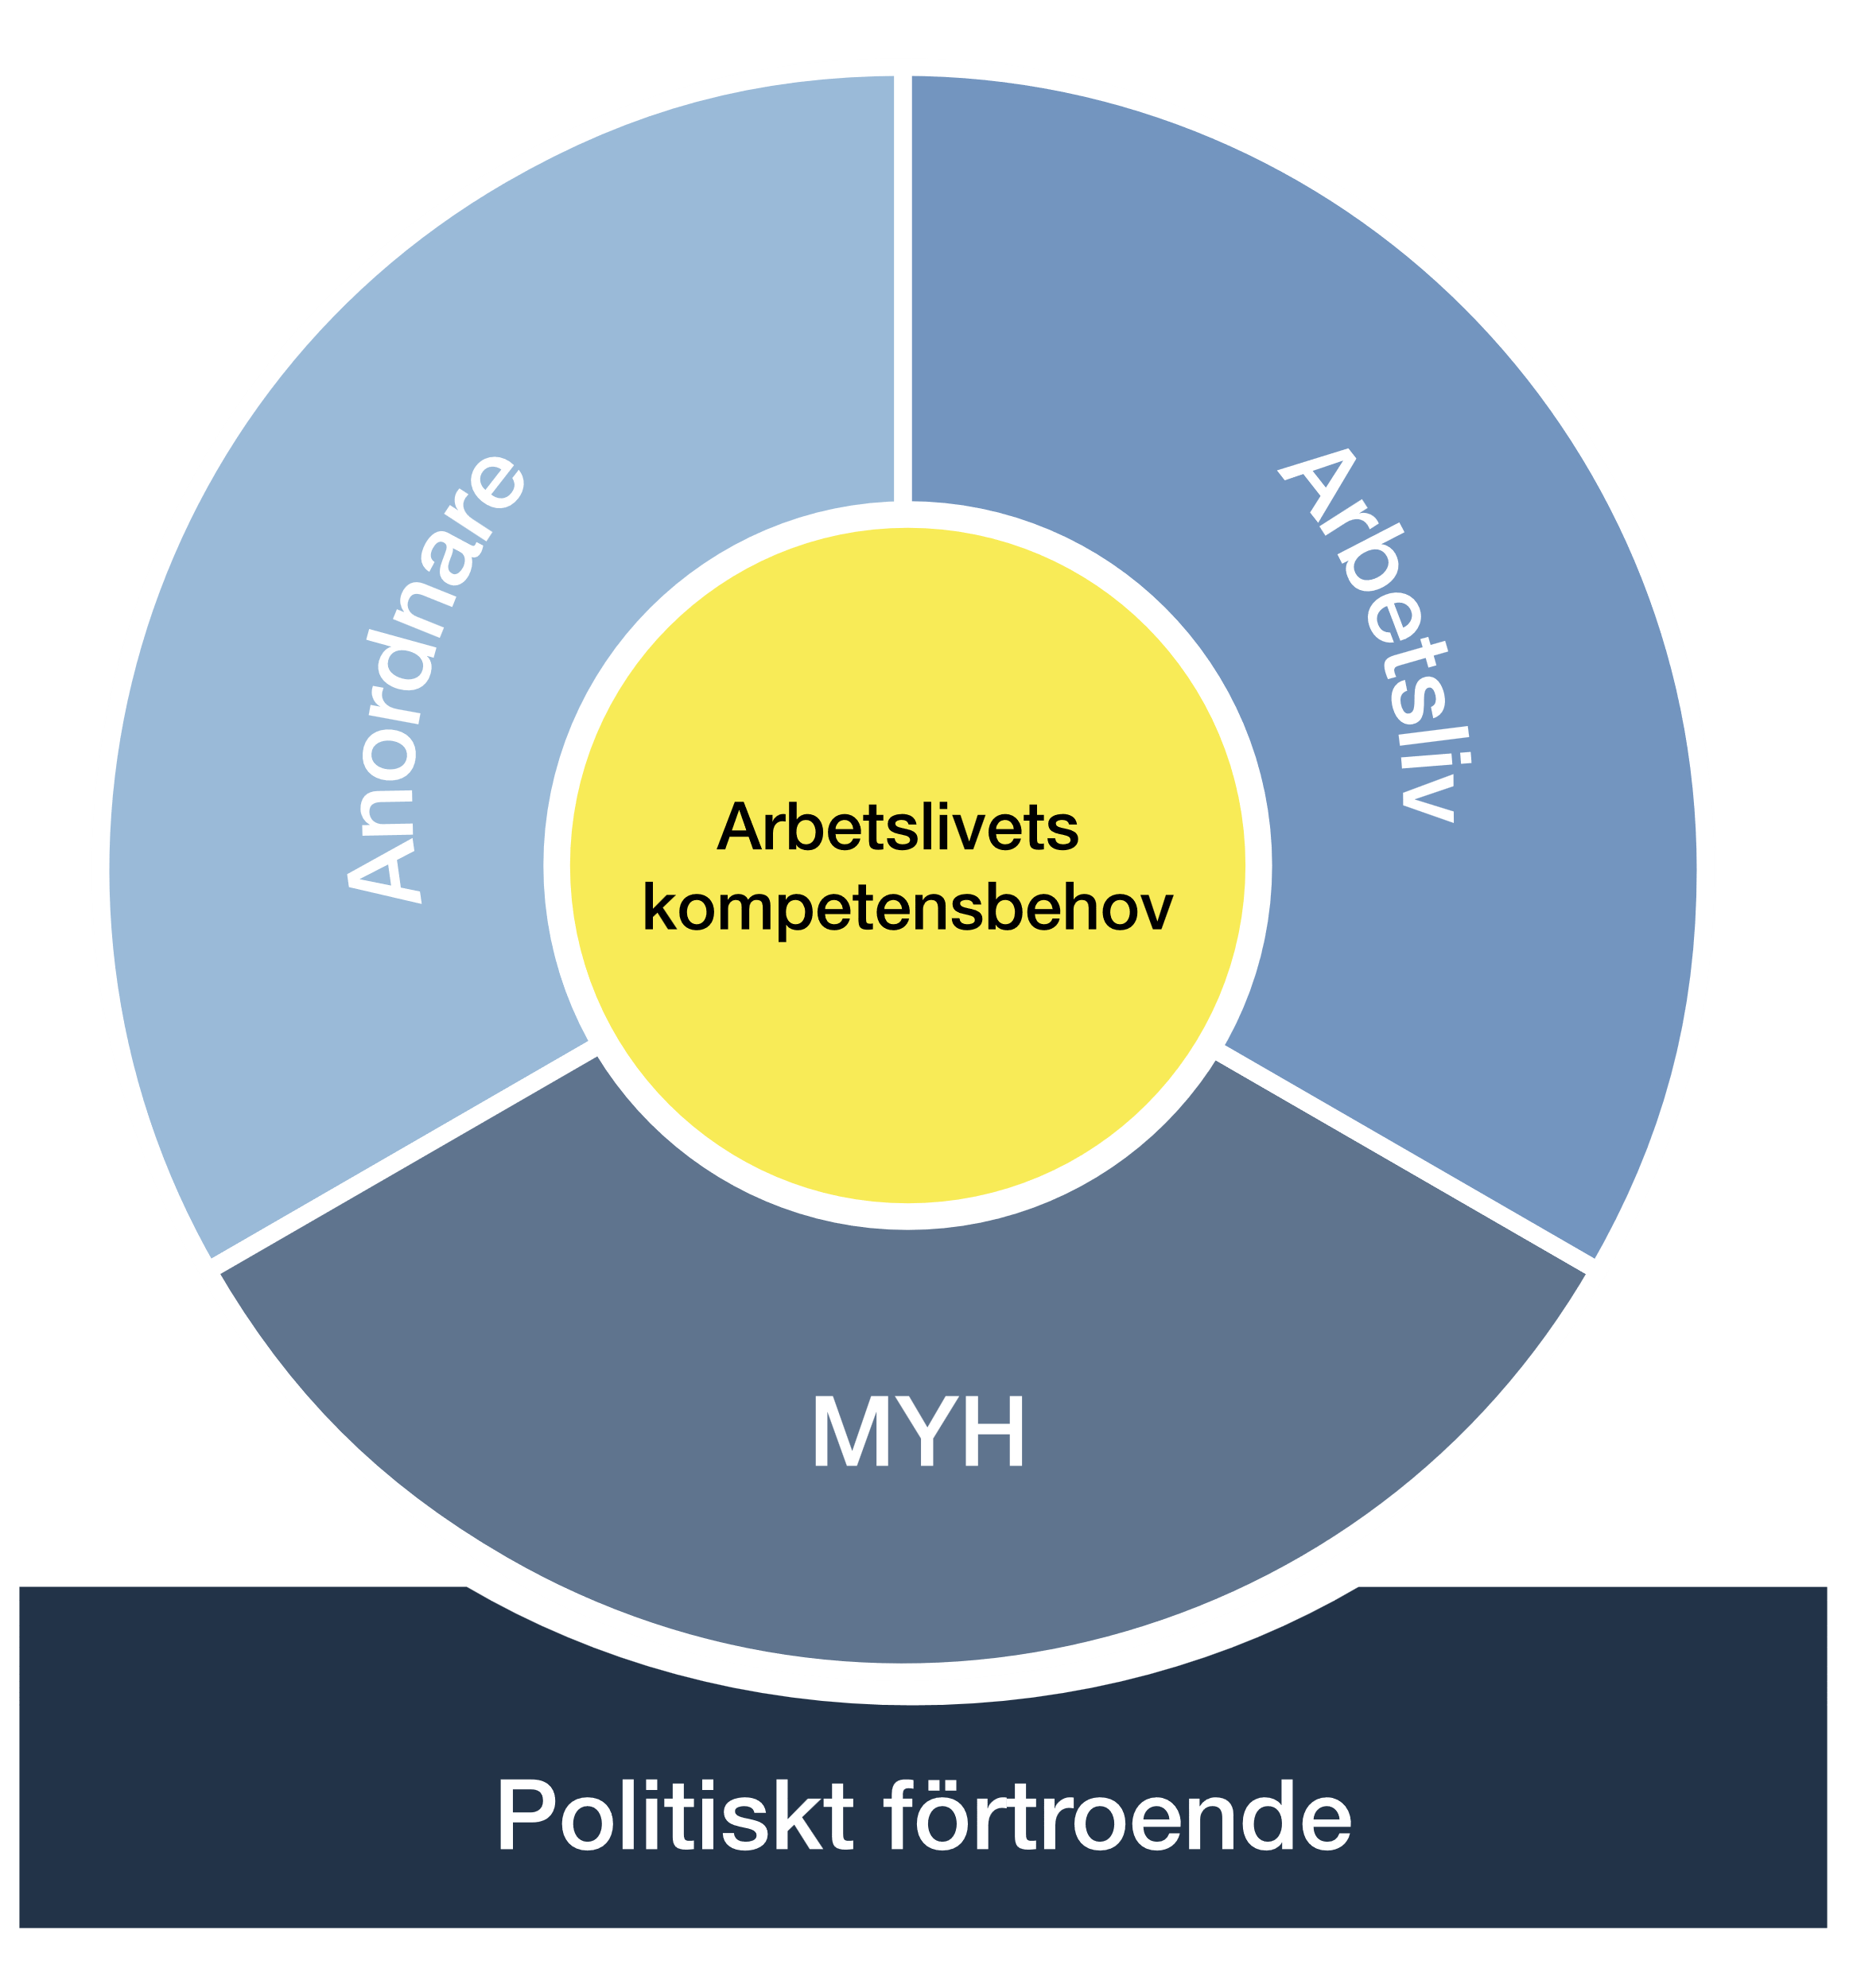 Anordnare
Arbetsliv
Arbetslivets
kompetensbehov
MYH
Politiskt förtroende